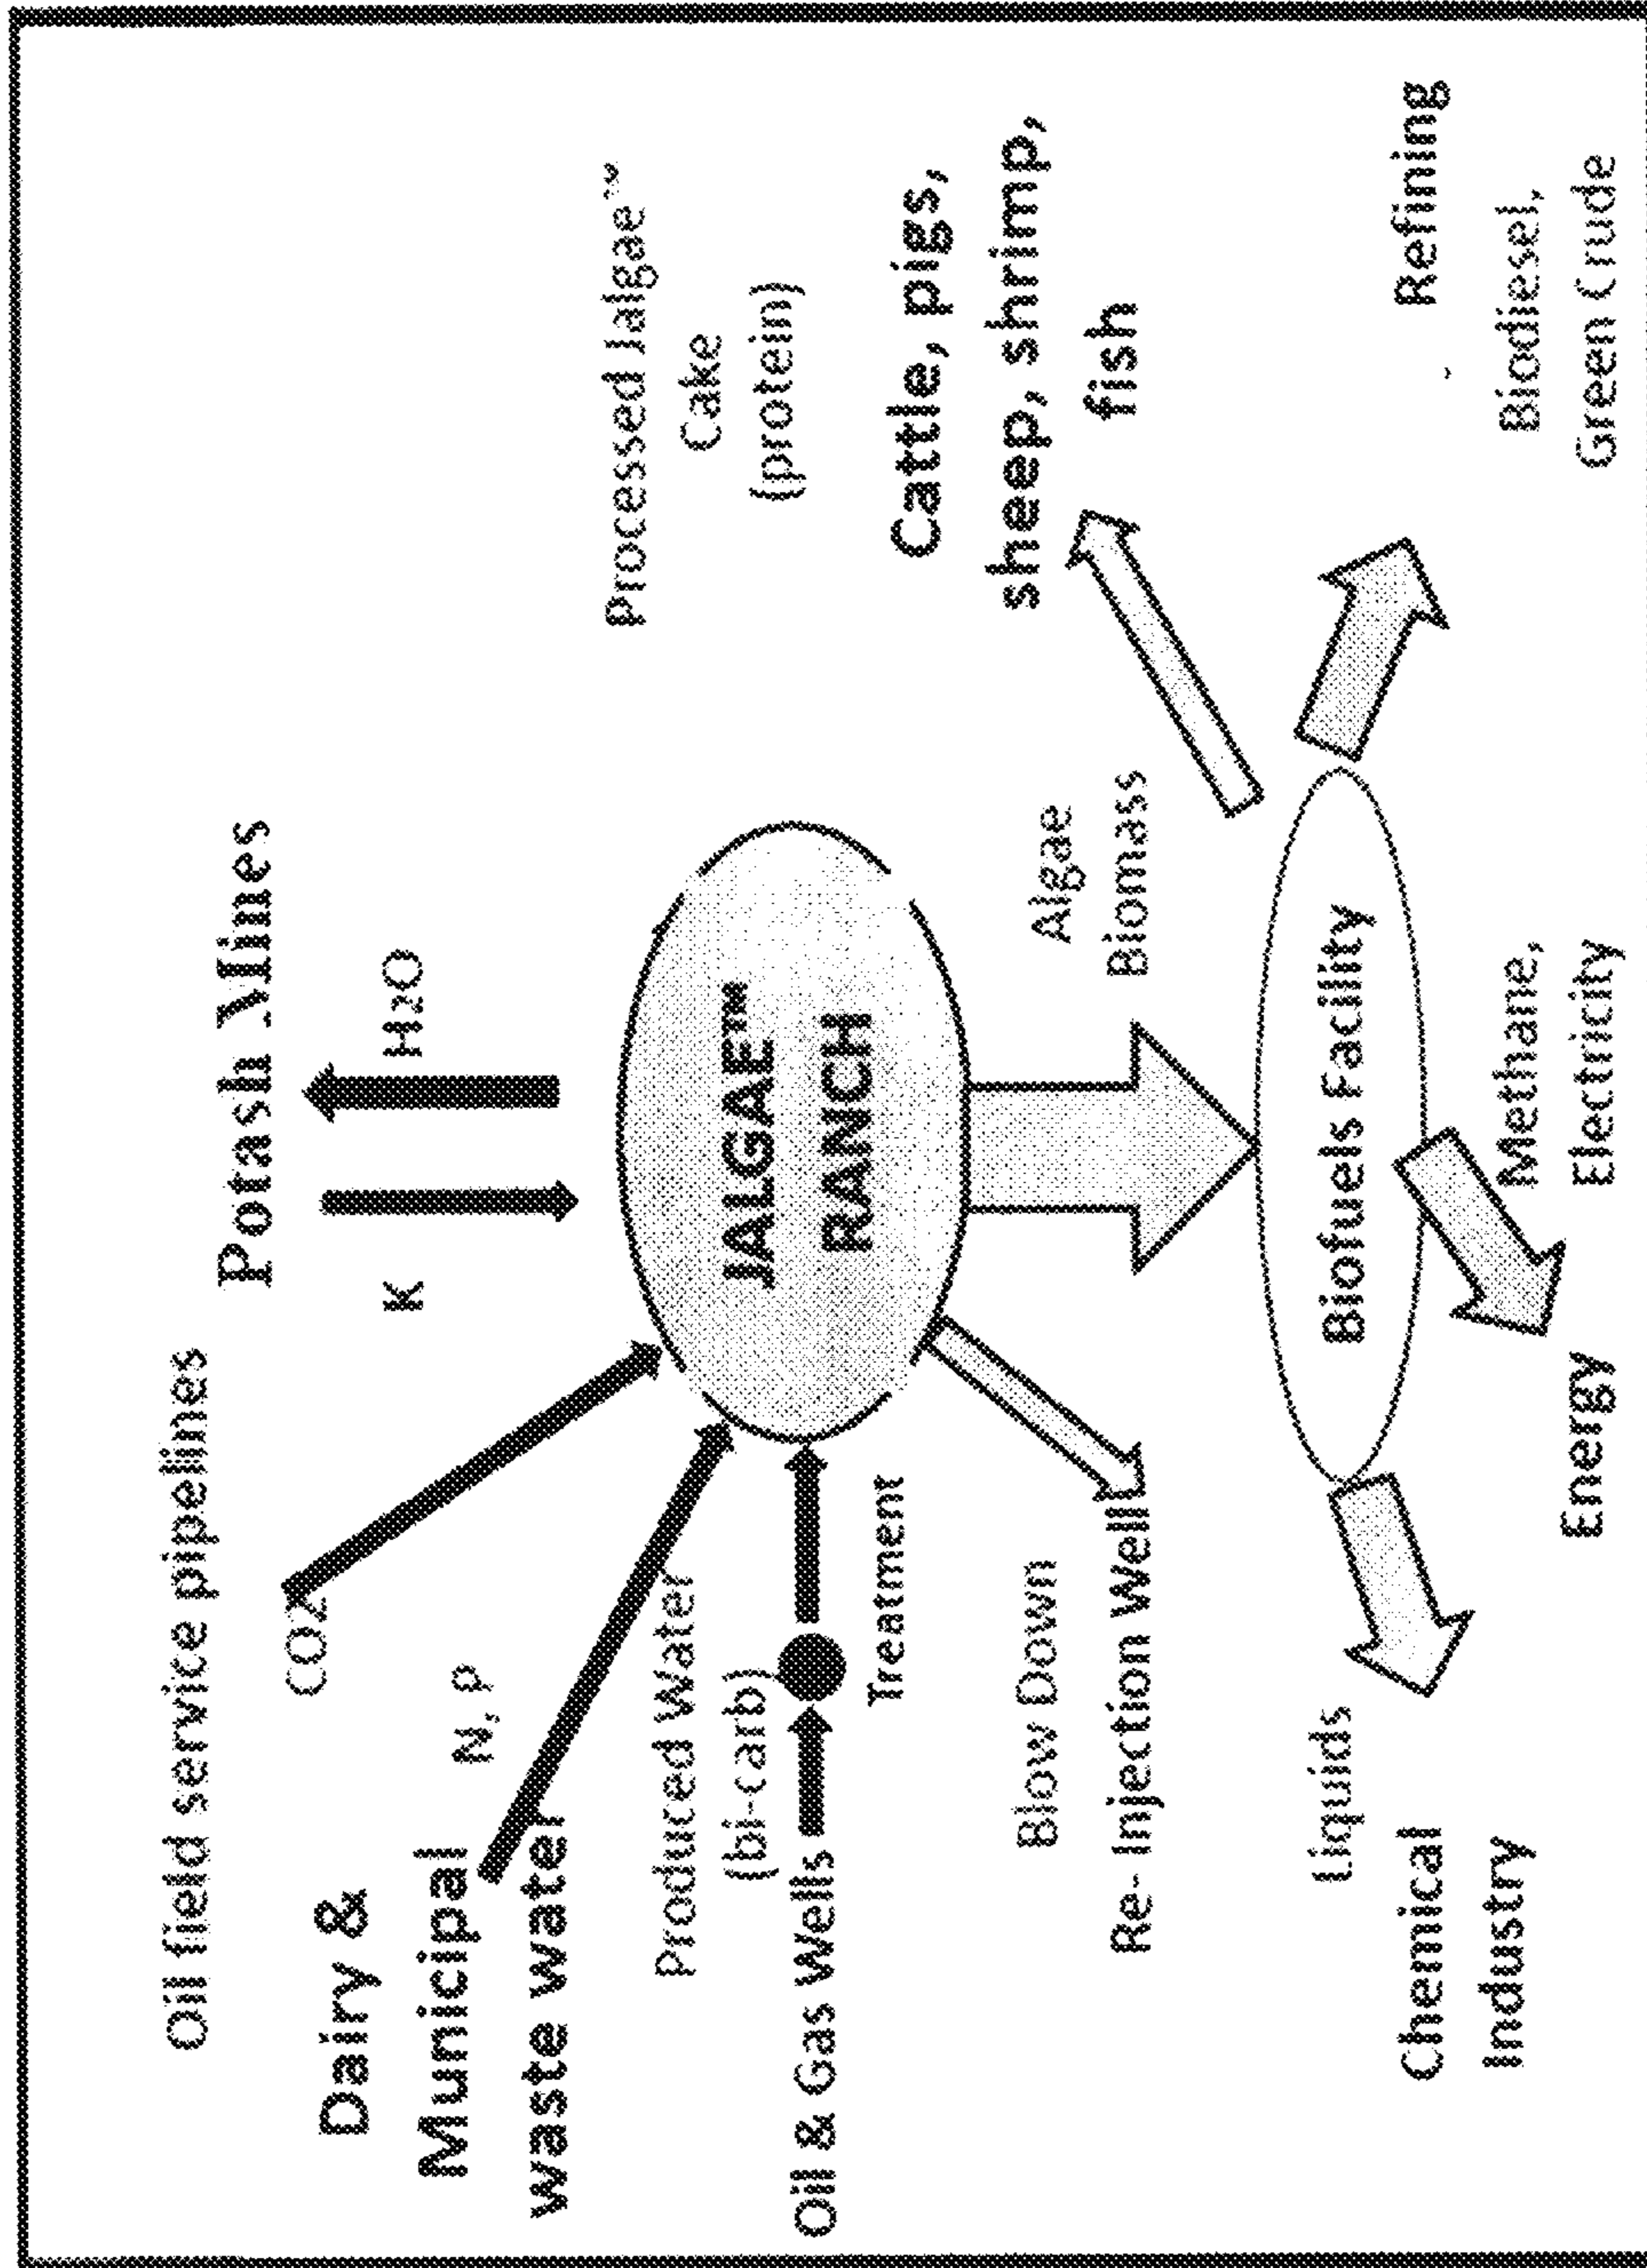 Oil field service pipelines
CO2
Potash Mines
K
H2O
Dairy &
Municipal
waste water
N, P
Produced Water
(bi-carb)
Oil & Gas Wells
Treatment
JALGAE™
RANCH
Processed Jalgae™
Cake
(protein)
Cattle, pigs,
sheep, shrimp,
fish
Blow Down
Re- Injection Well
Algae
Biomass
Biofuels Facility
Liquids
Chemical
Industry
Energy
Methane,
Electricity
Refining
Biodiesel,
Green Crude